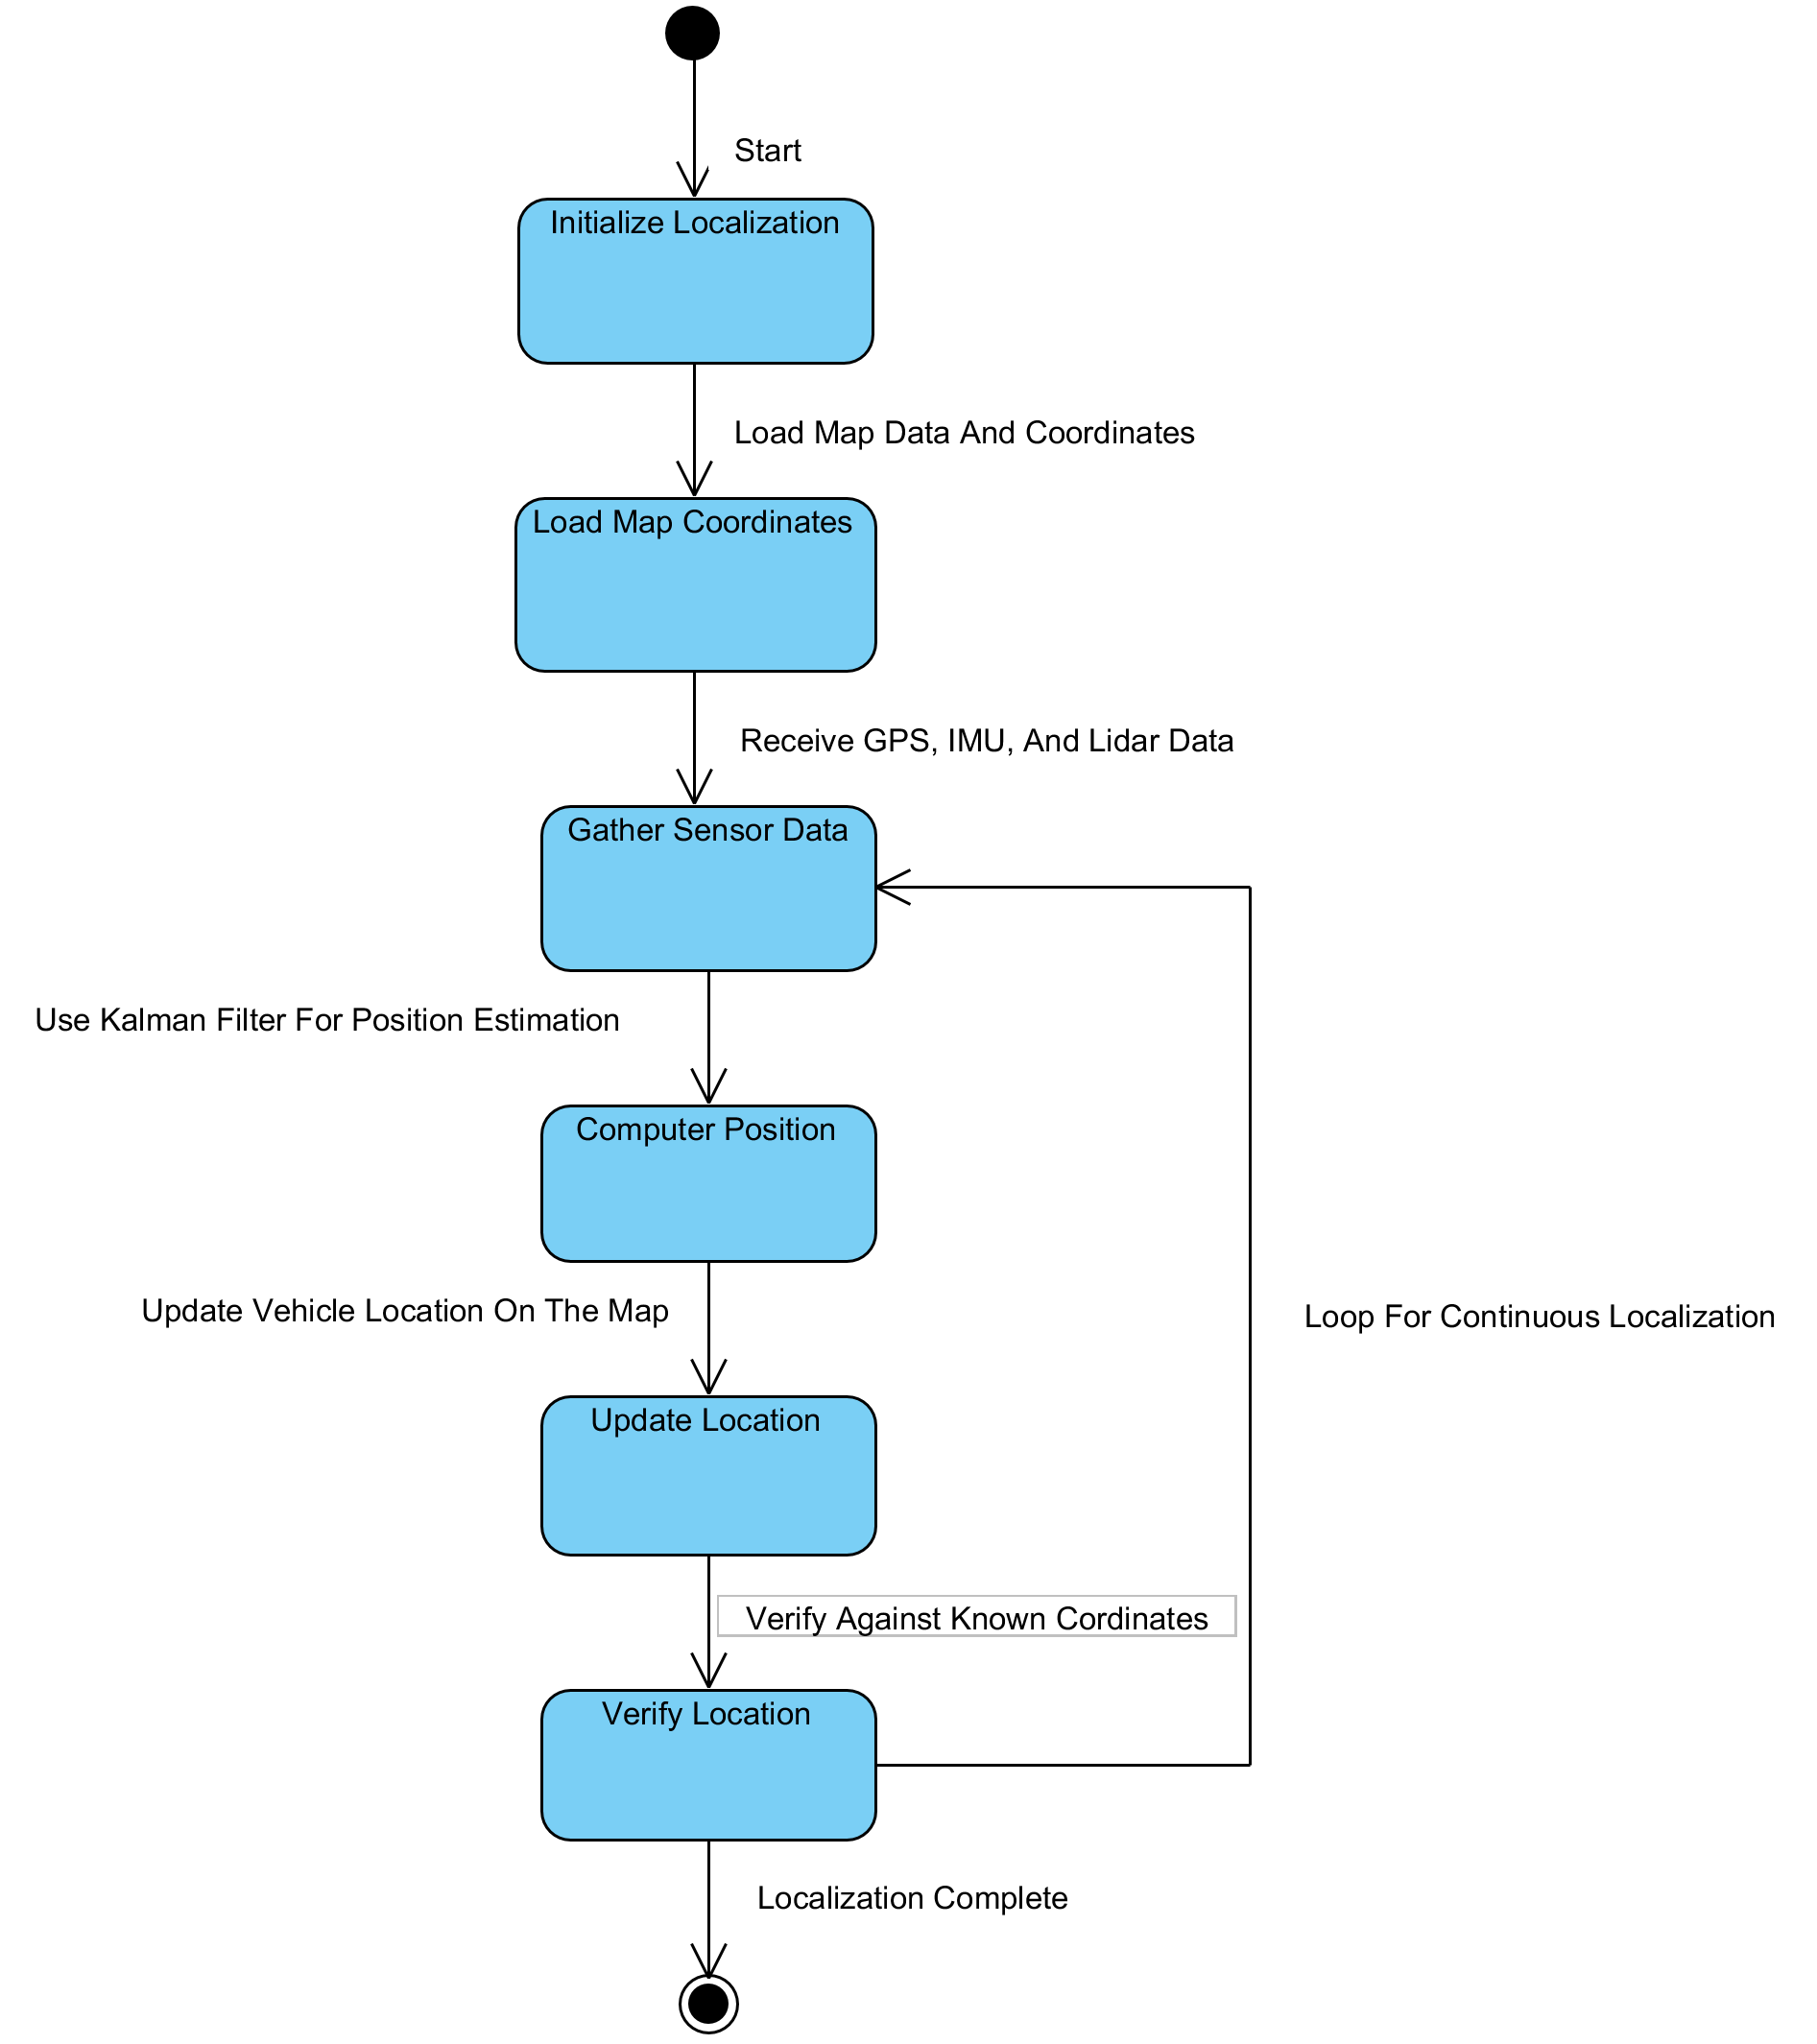 Start
Initialize Localization
Load Map Data And Coordinates
Load Map Coordinates
Receive GPS, IMU, And Lidar Data
Gather Sensor Data
Use Kalman Filter For Position Estimation
Computer Position
Update Vehicle Location On The Map
Loop For Continuous Localization
Update Location
Verify Against Known Cordinates
Verify Location
Localization Complete